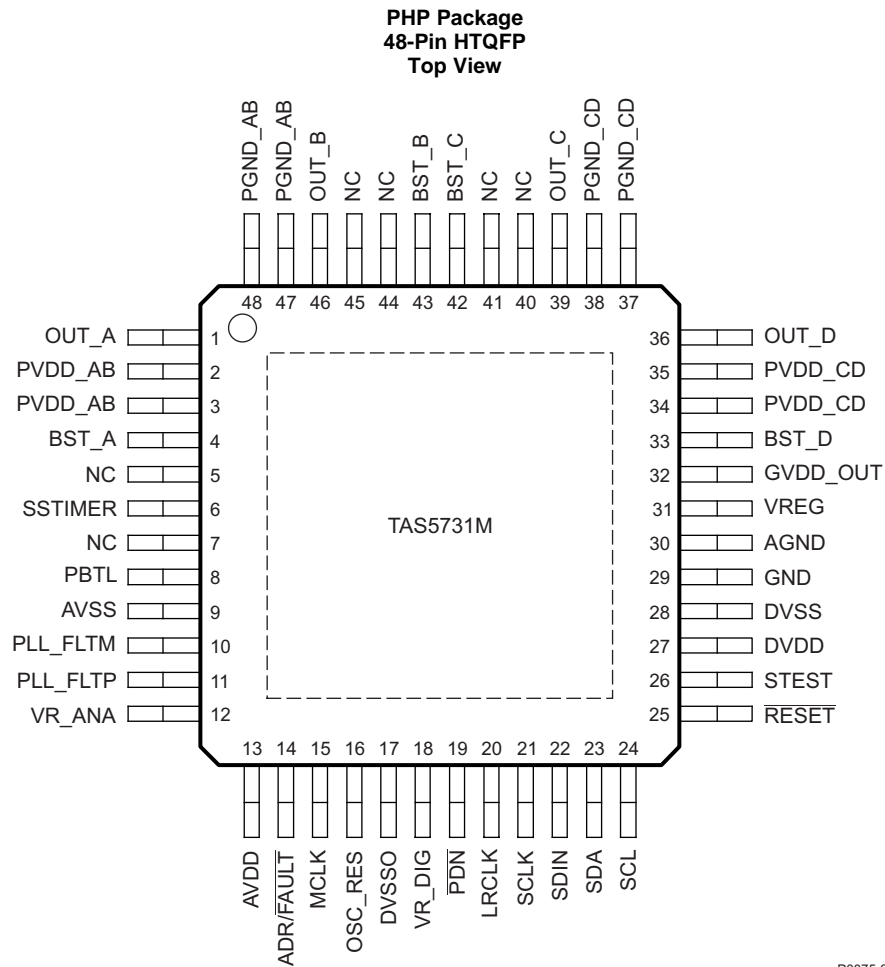 PHP Package
48-Pin HTQFP
Top View
PGND_AB
PGND_AB
OUT_B
NC
NC
BST_B
BST_C
NC
NC
OUT_C
PGND_CD
PGND_CD
48 47 46 45 44 43 42 41 40 39 38 37
OUT_A 1
PVDD_AB 2
PVDD_AB 3
BST_A 4
NC 5
SSTIMER 6
NC 7
PBTL 8
AVSS 9
PLL_FLTM 10
PLL_FLTP 11
VR_ANA 12
TAS5731M
36 OUT_D
35 PVDD_CD
34 PVDD_CD
33 BST_D
32 GVDD_OUT
31 VREG
30 AGND
29 GND
28 DVSS
27 DVDD
26 STEST
25 RESET
13 14 15 16 17 18 19 20 21 22 23 24
AVDD
ADR/FAULT
MCLK
OSC_RES
DVSSO
VR_DIG
PDN
LRCLK
SCLK
SDIN
SDA
SCL